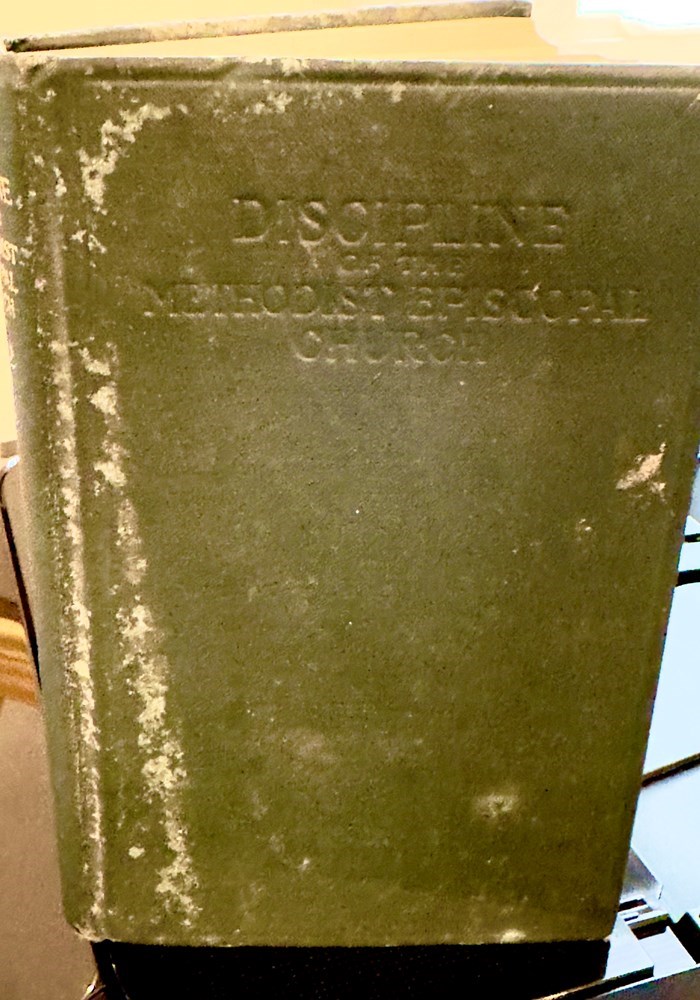 DISCIPLINE
OF THE
METHODIST EPISCOPAL
CHURCH